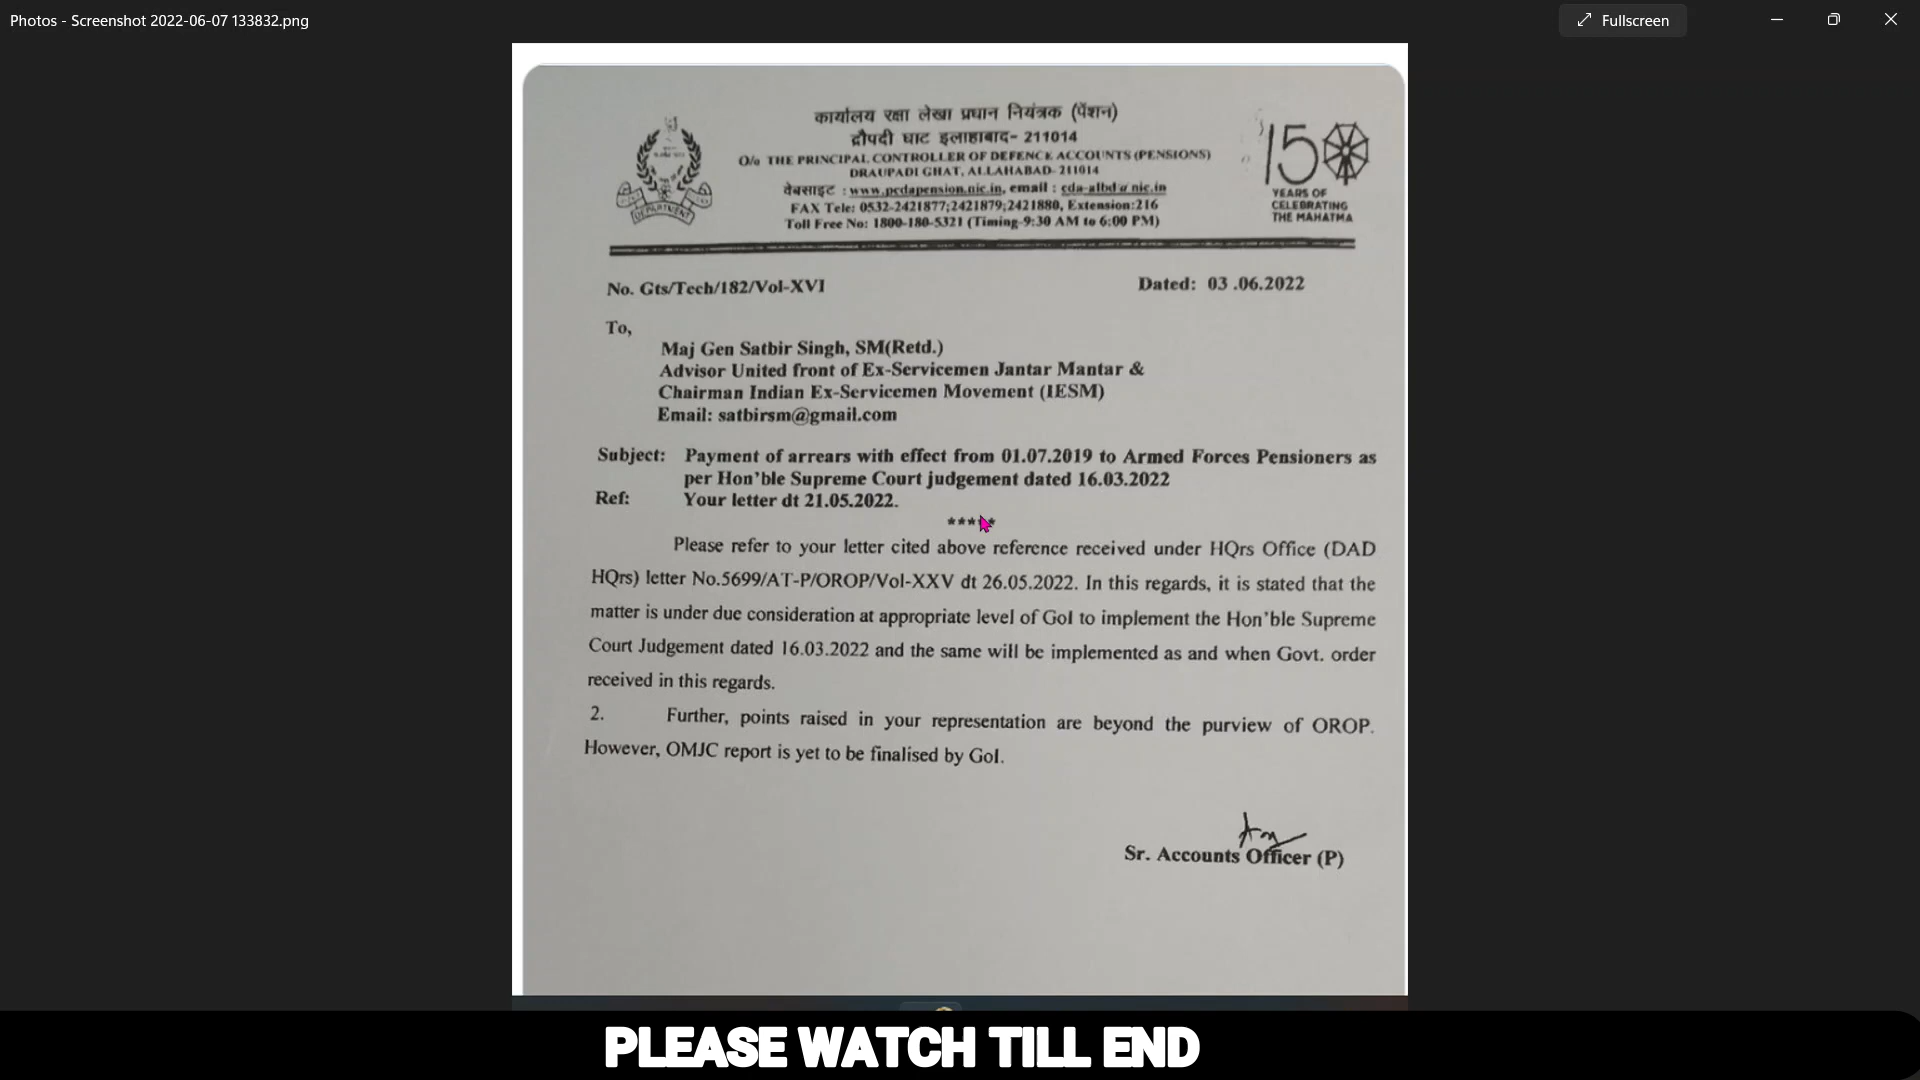 Photos - Screenshot 2022-06-07 133832.png
Fullscreen
कार्यालय रक्षा लेखा प्रधान नियंत्रक (पेंशन)
द्रौपदी घाट इलाहाबाद- 211014
O/o THE PRINCIPAL CONTROLLER OF DEFENCE ACCOUNTS (PENSIONS)
DRAUPADI GHAT, ALLAHABAD- 211014
वेबसाइट : www.pcdapension.nic.in, email : cda-albd@nic.in
FAX Tele: 0532-2421877;2421879;2421880, Extension:216
Toll Free No: 1800-180-5321 (Timing-9:30 AM to 6:00 PM)
DEPARTMENT
150
YEARS OF
CELEBRATING
THE MAHATMA
No. Gts/Tech/182/Vol-XVI
Dated: 03 .06.2022
To,
Maj Gen Satbir Singh, SM(Retd.)
Advisor United front of Ex-Servicemen Jantar Mantar &
Chairman Indian Ex-Servicemen Movement (IESM)
Email: satbirsm@gmail.com
Subject: Payment of arrears with effect from 01.07.2019 to Armed Forces Pensioners as
per Hon'ble Supreme Court judgement dated 16.03.2022
Ref: Your letter dt 21.05.2022.
*****
Please refer to your letter cited above reference received under HQrs Office (DAD
HQrs) letter No.5699/AT-P/OROP/Vol-XXV dt 26.05.2022. In this regards, it is stated that the
matter is under due consideration at appropriate level of GoI to implement the Hon'ble Supreme
Court Judgement dated 16.03.2022 and the same will be implemented as and when Govt. order
received in this regards.
2. Further, points raised in your representation are beyond the purview of OROP.
However, OMJC report is yet to be finalised by GoI.
Sr. Accounts Officer (P)
PLEASE WATCH TILL END